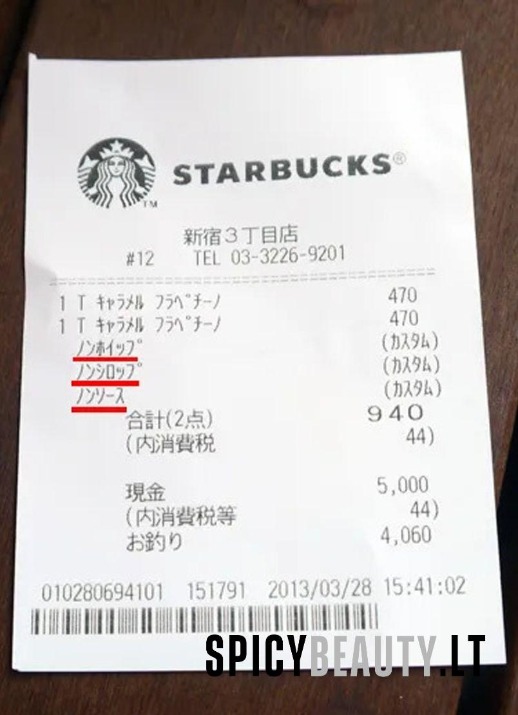 STARBUCKS®
TM
新宿3丁目店
#12 TEL 03-3226-9201
1 T ｷｬﾗﾒﾙ ﾌﾗﾍﾟﾁｰﾉ 470
1 T ｷｬﾗﾒﾙ ﾌﾗﾍﾟﾁｰﾉ 470
ﾉﾝﾎｲｯﾌﾟ (ｶｽﾀﾑ)
ﾉﾝｼﾛｯﾌﾟ (ｶｽﾀﾑ)
ﾉﾝｿｰｽ (ｶｽﾀﾑ)
合計(2点) 940
(内消費税 44)
現金 5,000
(内消費税等 44)
お釣り 4,060
010280694101 151791 2013/03/28 15:41:02
SPICYBEAUTY.LT